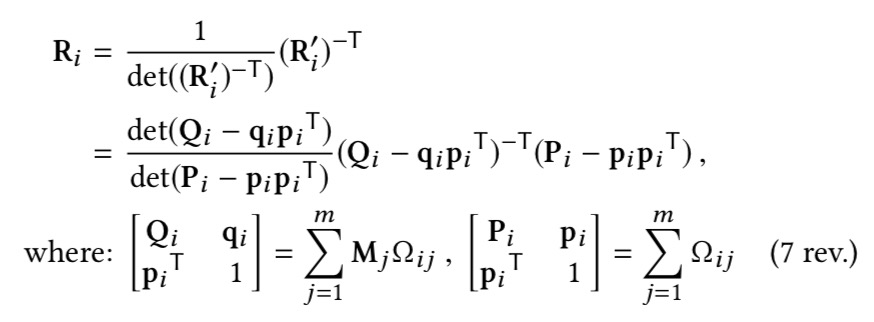 R_i = \frac{1}{\det((R'_i)^{-T})} (R'_i)^{-T}
= \frac{\det(Q_i - q_i p_i^T)}{\det(P_i - p_i p_i^T)} (Q_i - q_i p_i^T)^{-T} (P_i - p_i p_i^T) ,
where: \begin{bmatrix} Q_i & q_i \\ p_i^T & 1 \end{bmatrix} = \sum_{j=1}^{m} M_j Ω_{ij} , \begin{bmatrix} P_i & p_i \\ p_i^T & 1 \end{bmatrix} = \sum_{j=1}^{m} Ω_{ij} (7 rev.)